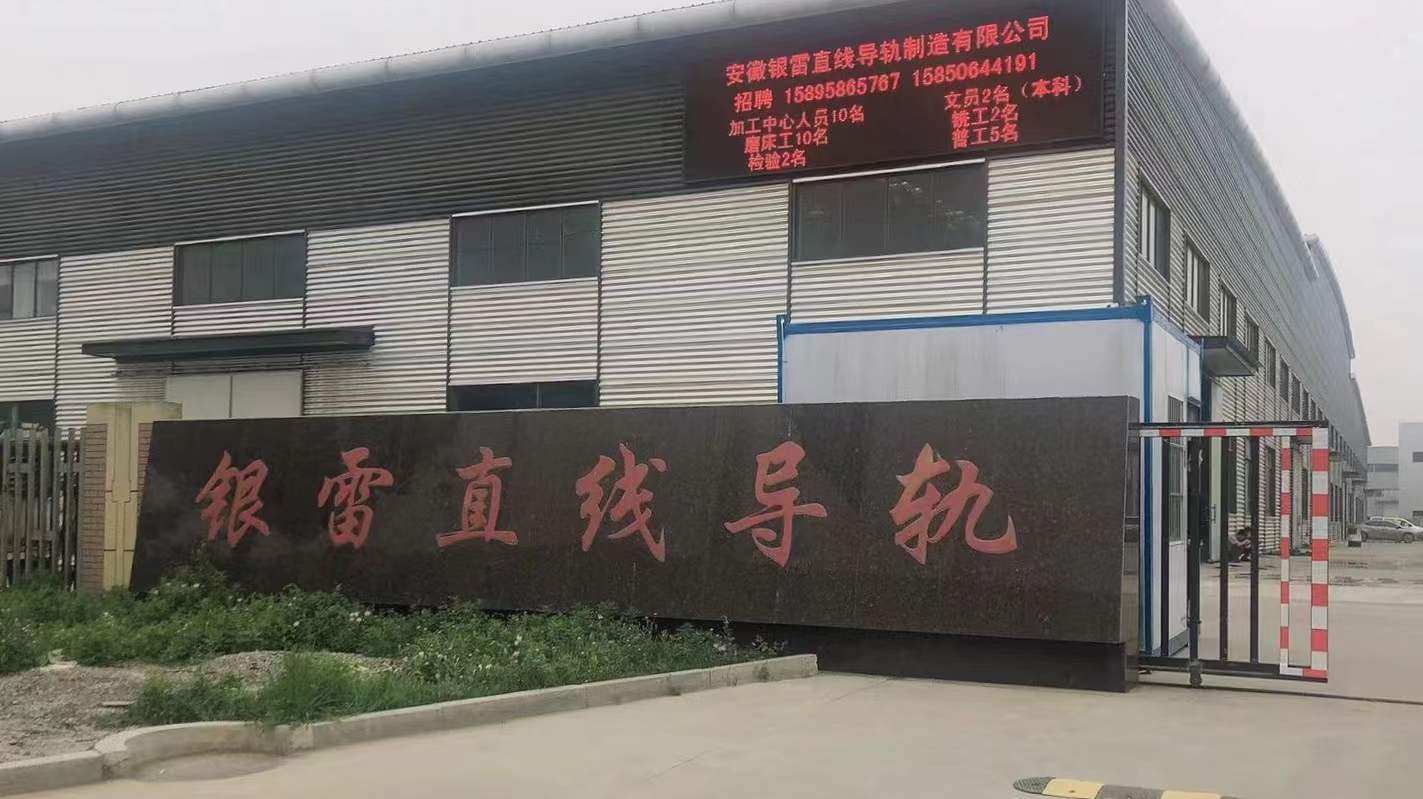 安徽银雷直线导轨制造有限公司
招聘 15895865767 15850644191
加工中心人员10名 文员2名（本科）
磨床工10名 铣工2名
检验2名 普工5名
银雷直线导轨